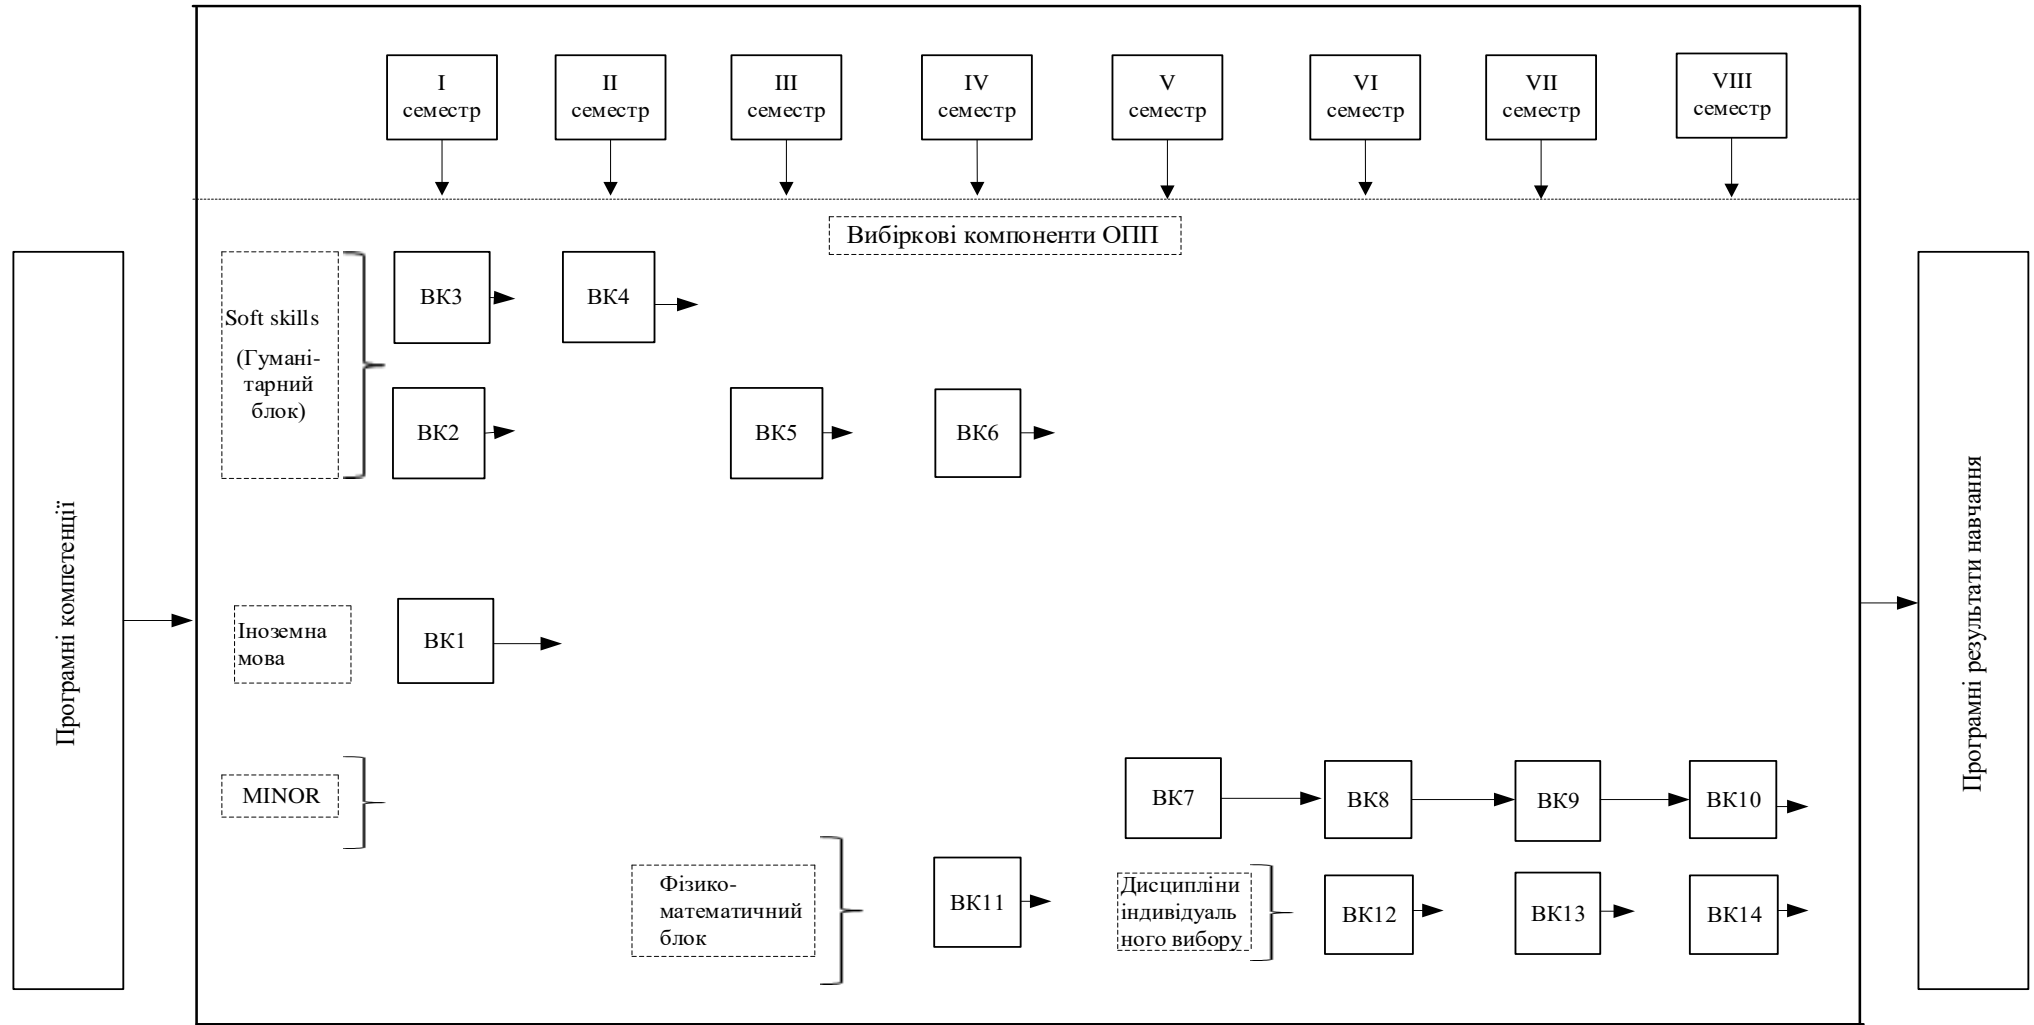 I
семестр
II
семестр
III
семестр
IV
семестр
V
семестр
VI
семестр
VII
семестр
VIII
семестр
Вибіркові компоненти ОПП
Програмні компетенції
Soft skills
(Гумані-
тарний
блок)
ВК3
ВК4
ВК2
ВК5
ВК6
Іноземна
мова
ВК1
MINOR
ВК7
ВК8
ВК9
ВК10
Фізико-
математичний
блок
ВК11
Дисципліни
індивідуаль
ного вибору
ВК12
ВК13
ВК14
Програмні результати навчання